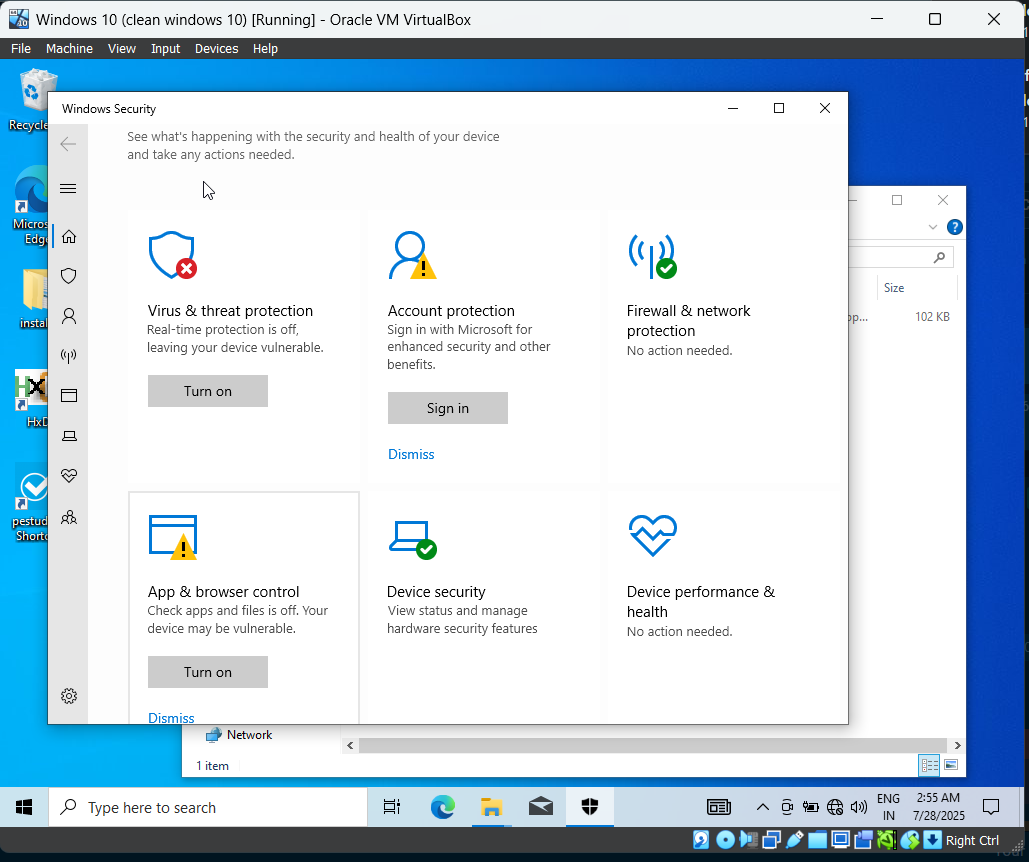 Windows 10 (clean windows 10) [Running] - Oracle VM VirtualBox
File Machine View Input Devices Help
Recycle
Windows Security
See what's happening with the security and health of your device
and take any actions needed.
Micros
Edge
Size
op...
102 KB
Virus & threat protection
Real-time protection is off,
leaving your device vulnerable.
Turn on
Account protection
Sign in with Microsoft for
enhanced security and other
benefits.
Sign in
Dismiss
Firewall & network
protection
No action needed.
instal
HxD
pestud
Shortc
App & browser control
Check apps and files is off. Your
device may be vulnerable.
Turn on
Dismiss
Device security
View status and manage
hardware security features
Device performance &
health
No action needed.
Network
1 item
Type here to search
ENG
IN
2:55 AM
7/28/2025
Right Ctrl